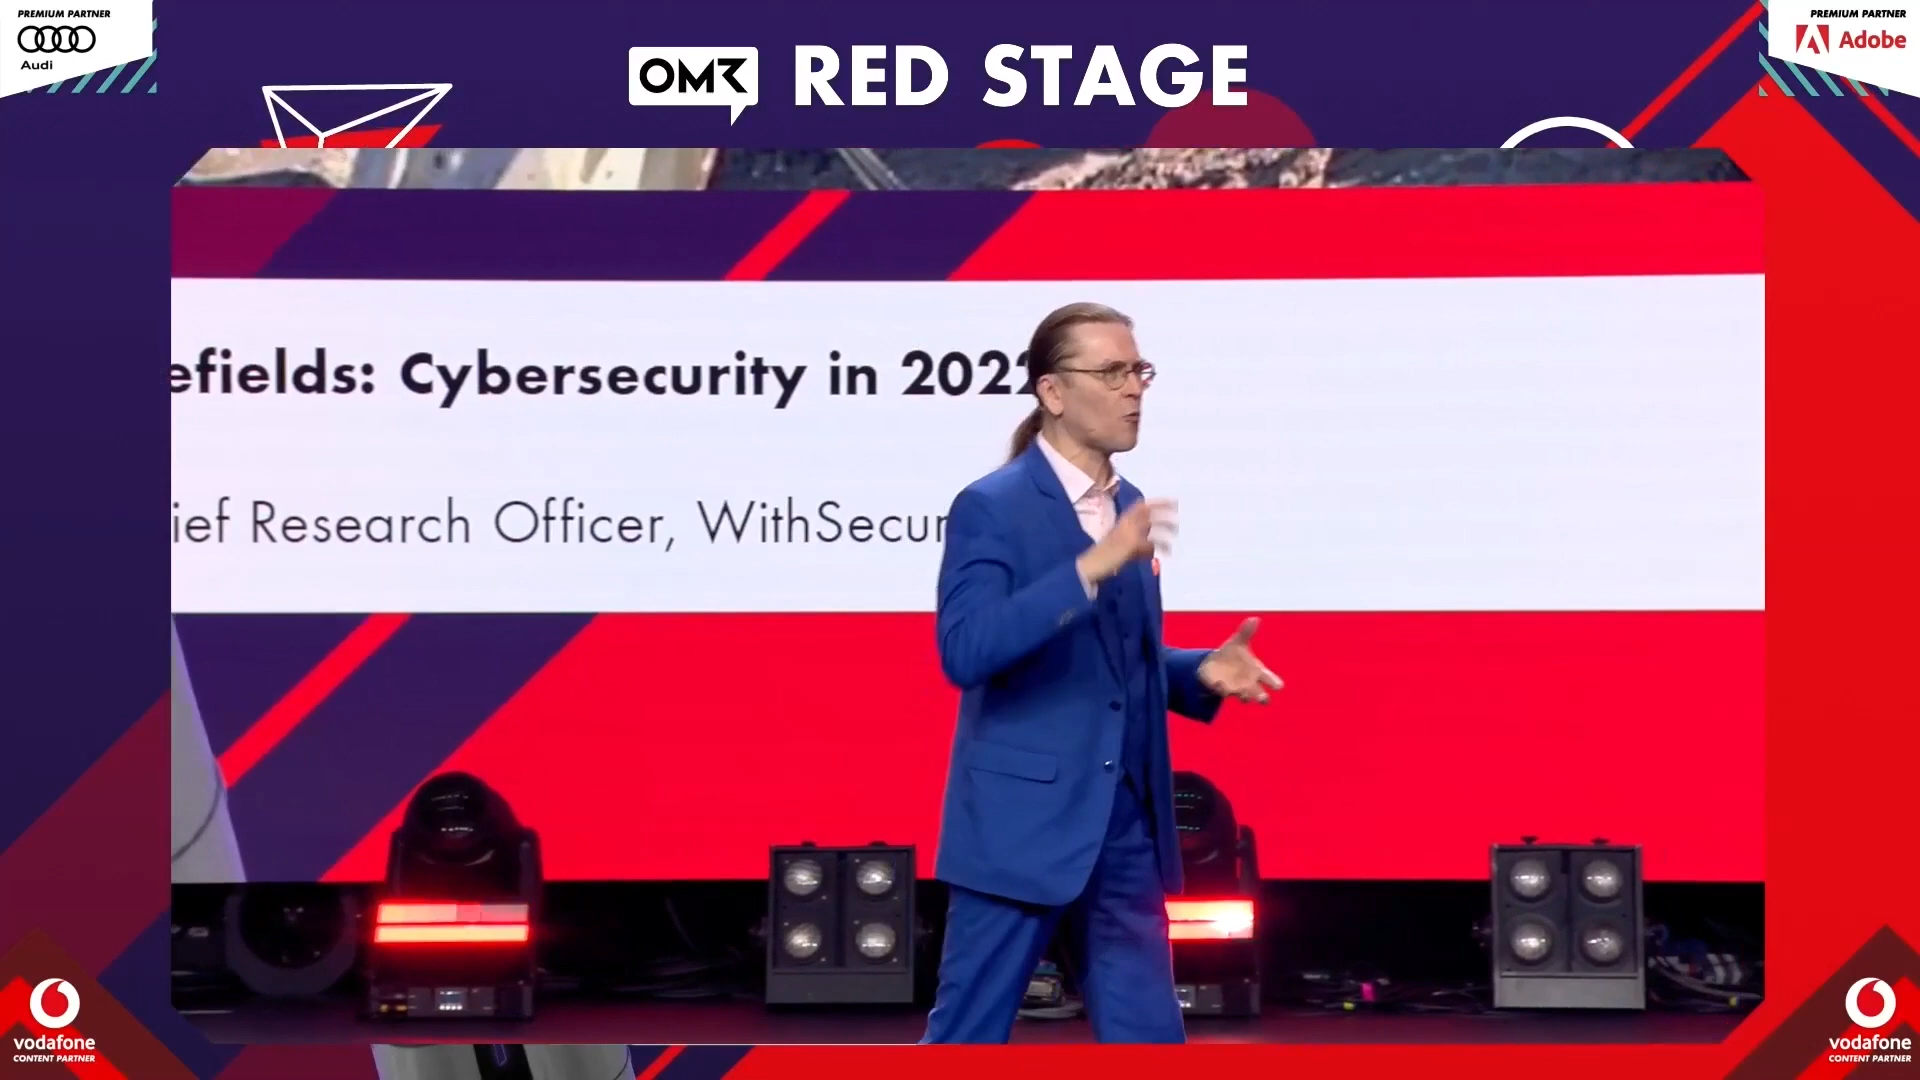 PREMIUM PARTNER
Audi
OMR RED STAGE
PREMIUM PARTNER
Adobe
efields: Cybersecurity in 2022
ief Research Officer, WithSecur
vodafone
CONTENT PARTNER
vodafone
CONTENT PARTNER